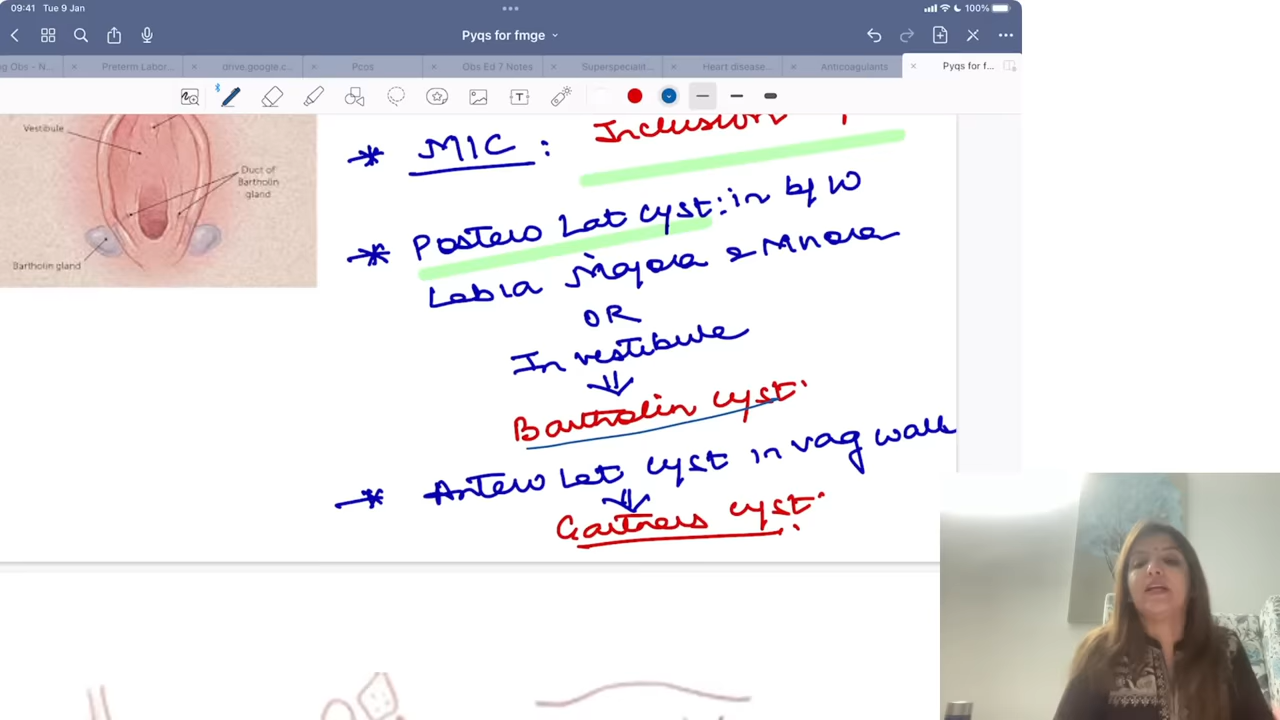 09:41 Tue 9 Jan
100%
Pyqs for fmge
ng Obs - N...
Preterm Labor...
drive.google.c...
Pcos
Obs Ed 7 Notes
Superspecialit...
Heart disease...
Anticoagulants
Pyqs for f...
Vestibule
Duct of
Bartholin
gland
Bartholin gland
* MIC : Inclusion
* Postero Lat cyst: in b/w
Labia Majora & Minora
OR
In vestibule
Bartholin cyst.
* Antero Lat cyst in vag wall
Gartners cyst.